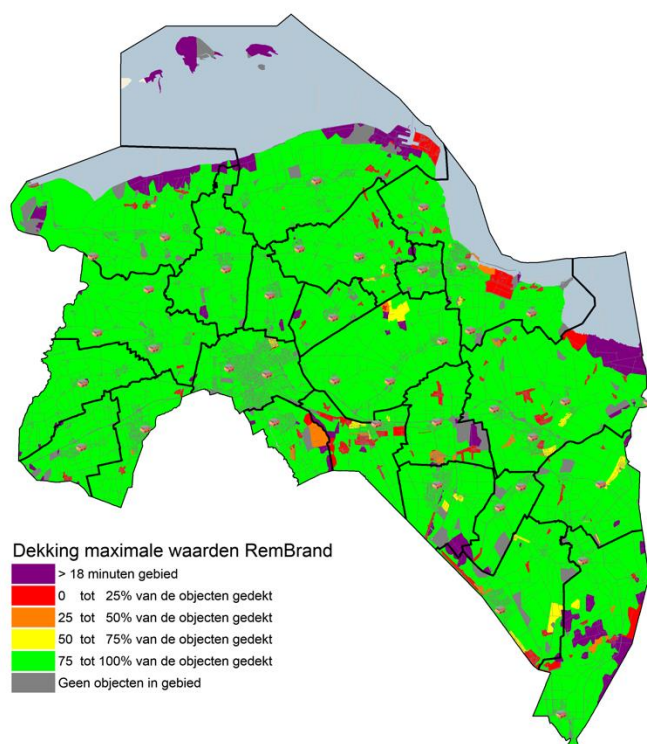 Dekking maximale waarden RemBrand
> 18 minuten gebied
0 tot 25% van de objecten gedekt
25 tot 50% van de objecten gedekt
50 tot 75% van de objecten gedekt
75 tot 100% van de objecten gedekt
Geen objecten in gebied